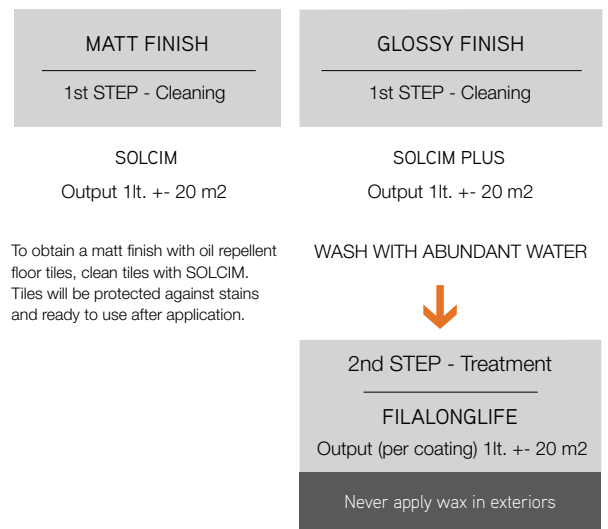 MATT FINISH
1st STEP - Cleaning
SOLCIM
Output 1lt. +- 20 m2
To obtain a matt finish with oil repellent
floor tiles, clean tiles with SOLCIM.
Tiles will be protected against stains
and ready to use after application.
GLOSSY FINISH
1st STEP - Cleaning
SOLCIM PLUS
Output 1lt. +- 20 m2
WASH WITH ABUNDANT WATER
2nd STEP - Treatment
FILALONGLIFE
Output (per coating) 1lt. +- 20 m2
Never apply wax in exteriors